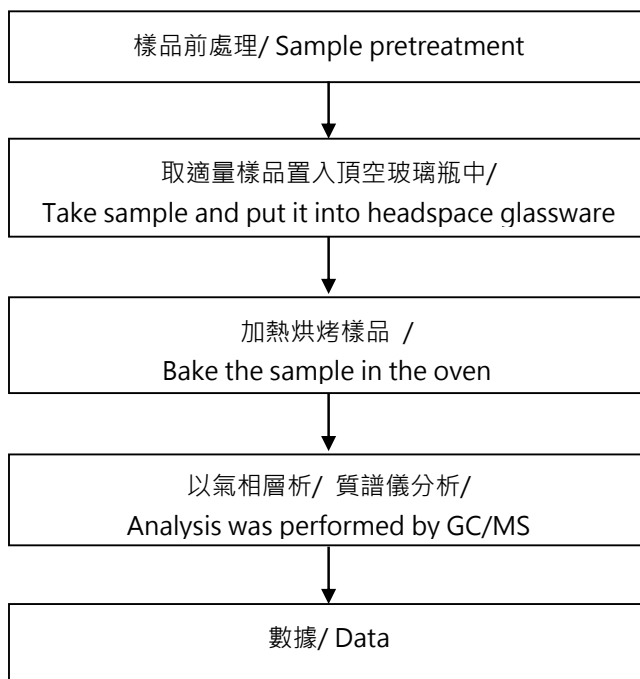 樣品前處理/ Sample pretreatment
取適量樣品置入頂空玻璃瓶中/
Take sample and put it into headspace glassware
加熱烘烤樣品 /
Bake the sample in the oven
以氣相層析/ 質譜儀分析/
Analysis was performed by GC/MS
數據/ Data